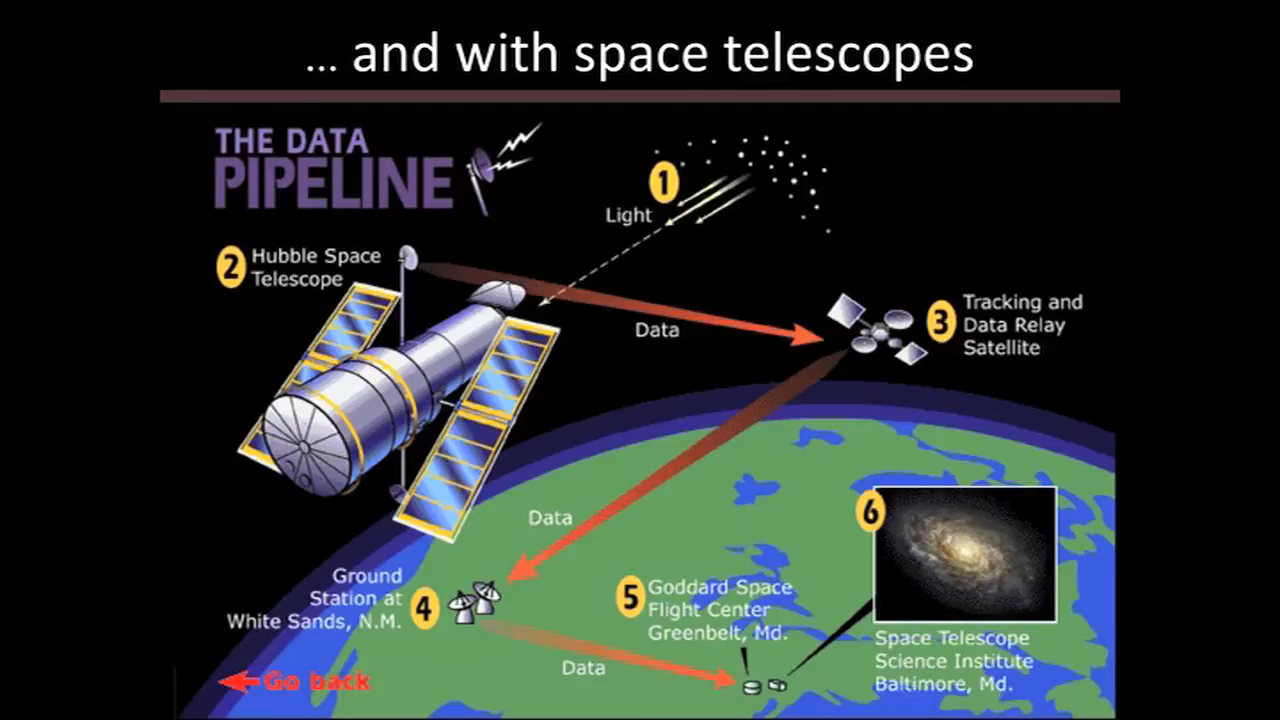 ... and with space telescopes
THE DATA
PIPELINE
1
Light
2
Hubble Space
Telescope
Data
3
Tracking and
Data Relay
Satellite
Data
Ground
Station at
White Sands, N.M.
4
Data
5
Goddard Space
Flight Center
Greenbelt, Md.
6
Space Telescope
Science Institute
Baltimore, Md.
Go back